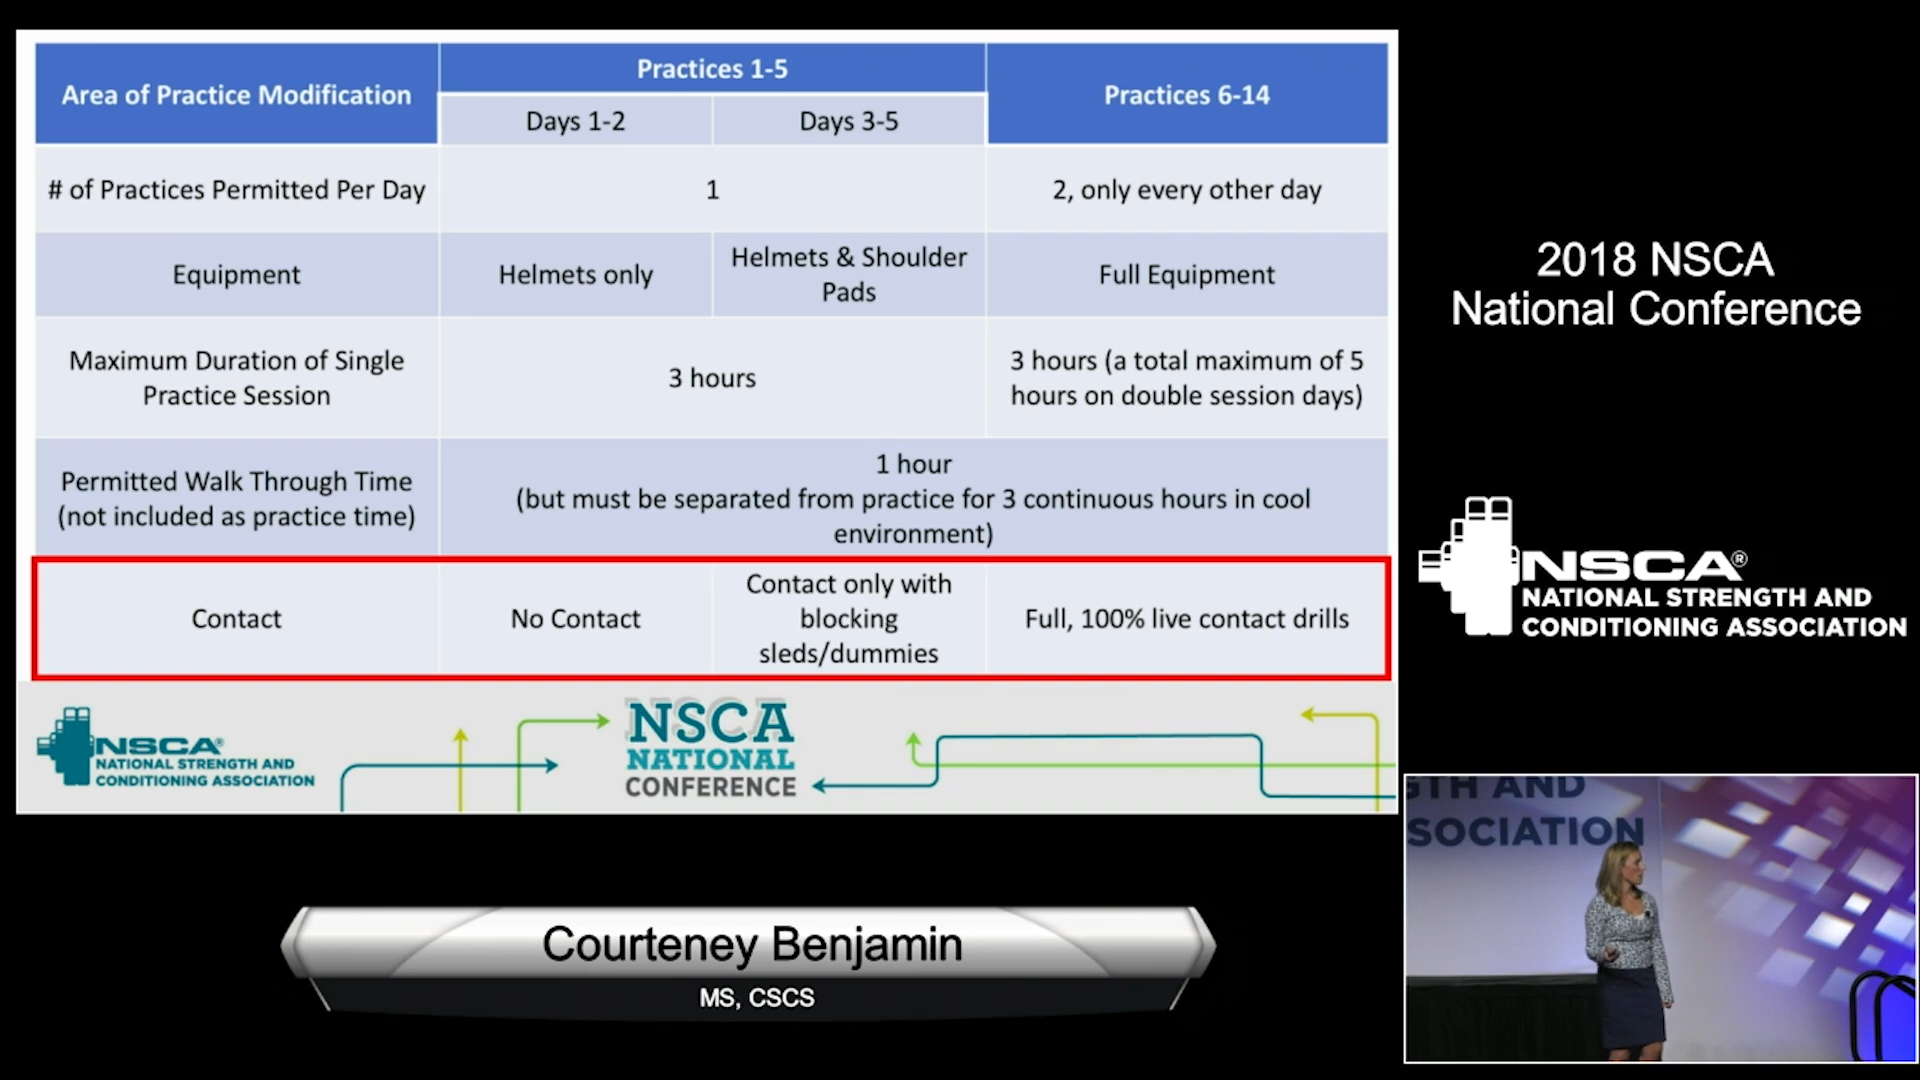 Area of Practice Modification
Practices 1-5
Practices 6-14
Days 1-2
Days 3-5
# of Practices Permitted Per Day
1
2, only every other day
Equipment
Helmets only
Helmets & Shoulder
Pads
Full Equipment
Maximum Duration of Single
Practice Session
3 hours
3 hours (a total maximum of 5
hours on double session days)
Permitted Walk Through Time
(not included as practice time)
1 hour
(but must be separated from practice for 3 continuous hours in cool
environment)
Contact
No Contact
Contact only with
blocking
sleds/dummies
Full, 100% live contact drills
NSCA®
NATIONAL STRENGTH AND
CONDITIONING ASSOCIATION
NSCA
NATIONAL
CONFERENCE
2018 NSCA
National Conference
NSCA®
NATIONAL STRENGTH AND
CONDITIONING ASSOCIATION
GTH AND
SOCIATION
Courteney Benjamin
MS, CSCS